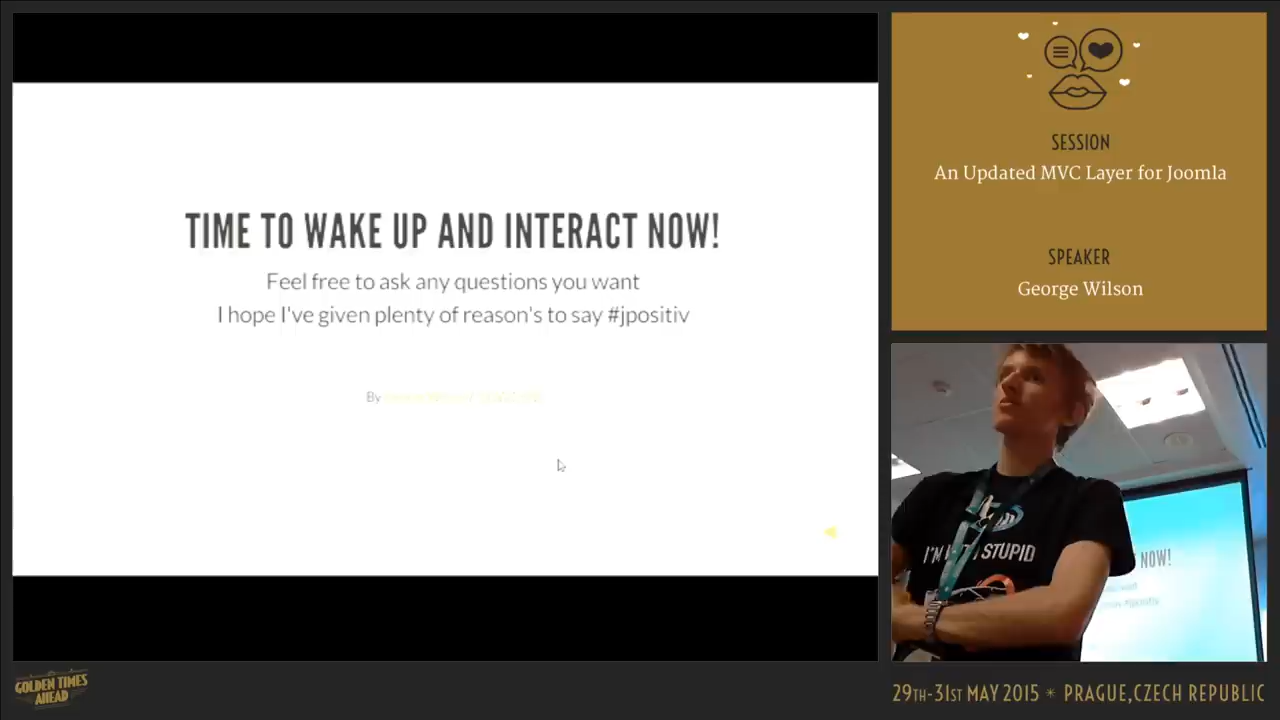 TIME TO WAKE UP AND INTERACT NOW!
Feel free to ask any questions you want
I hope I've given plenty of reason's to say #jpositiv
By
SESSION
An Updated MVC Layer for Joomla
SPEAKER
George Wilson
I'M WITH STUPID
NOW!
GOLDEN TIMES
AHEAD
29TH-31ST MAY 2015 * PRAGUE, CZECH REPUBLIC